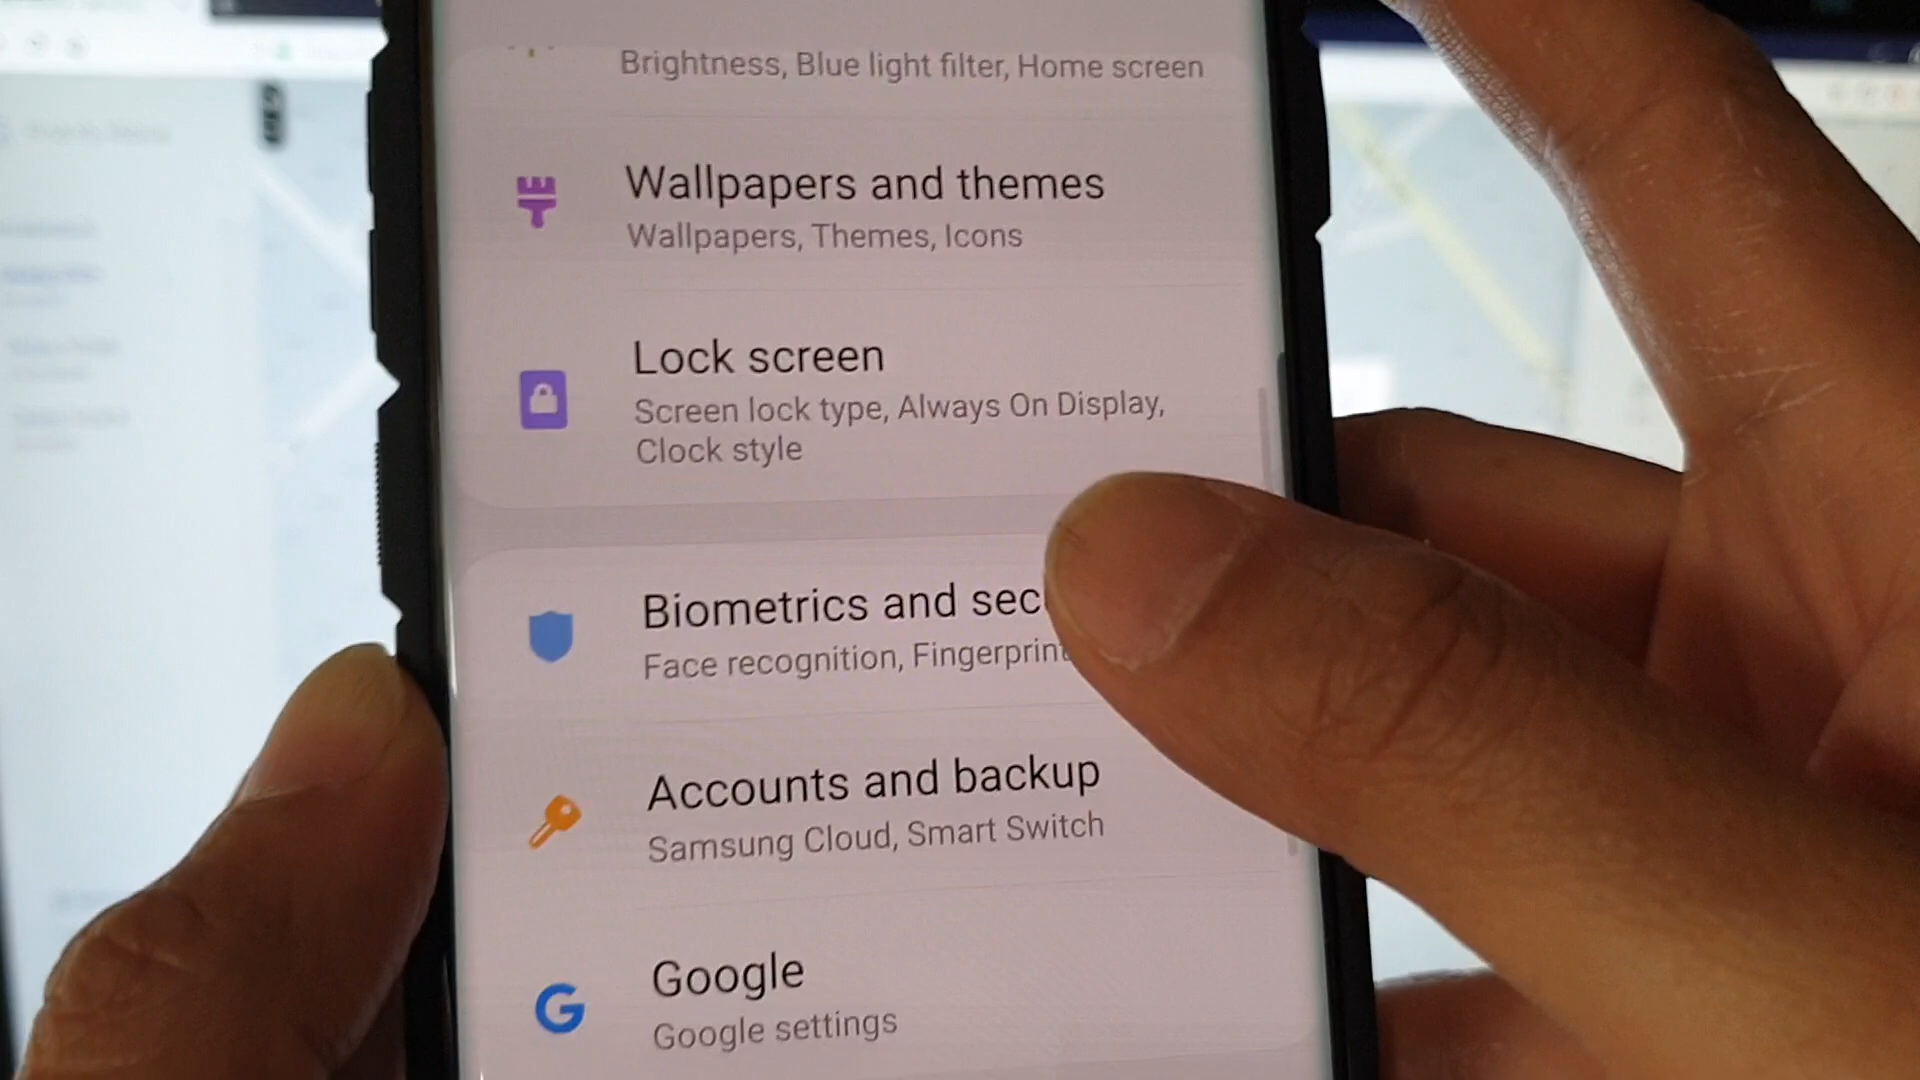 Brightness, Blue light filter, Home screen
Wallpapers and themes
Wallpapers, Themes, Icons
Lock screen
Screen lock type, Always On Display,
Clock style
Biometrics and sec
Face recognition, Fingerprint
Accounts and backup
Samsung Cloud, Smart Switch
Google
Google settings